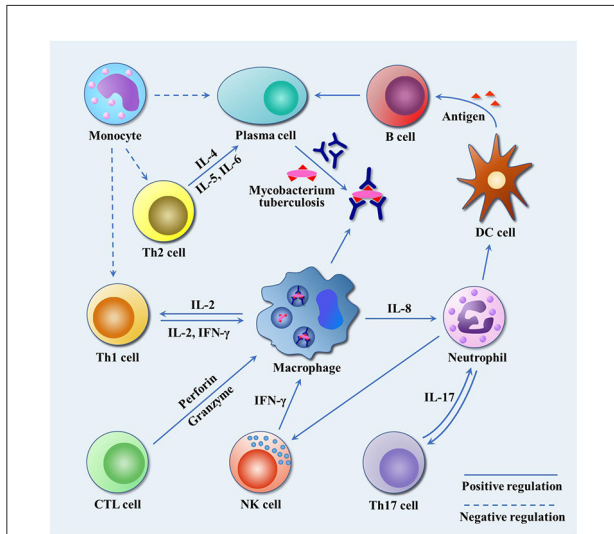 Monocyte
Plasma cell
B cell
Antigen
IL-4
IL-5, IL-6
Mycobacterium
tuberculosis
Th2 cell
DC cell
IL-2
IL-2, IFN-γ
IL-8
Th1 cell
Macrophage
Neutrophil
Perforin
Granzyme
IFN-γ
IL-17
CTL cell
NK cell
Th17 cell
Positive regulation
Negative regulation